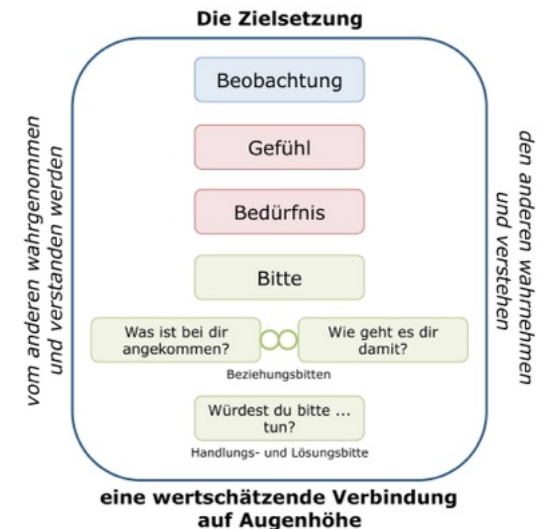 Die Zielsetzung
Beobachtung
Gefühl
Bedürfnis
Bitte
Was ist bei dir
angekommen?
Wie geht es dir
damit?
Beziehungsbitten
Würdest du bitte ...
tun?
Handlungs- und Lösungsbitte
vom anderen wahrgenommen
und verstanden werden
den anderen wahrnehmen
und verstehen
eine wertschätzende Verbindung
auf Augenhöhe